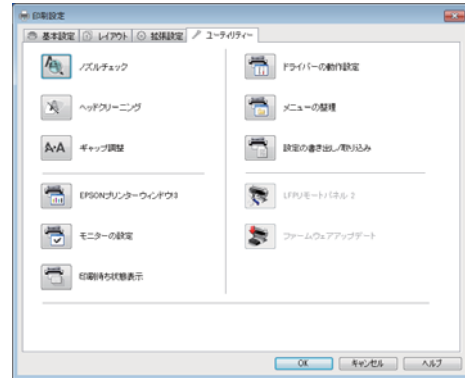 印刷設定
基本設定 レイアウト 拡張設定 ユーティリティー
ノズルチェック
ヘッドクリーニング
ギャップ調整
EPSONプリンターウィンドウ!3
モニターの設定
印刷待ち状態表示
ドライバーの動作設定
メニューの整理
設定の書き出し/取り込み
LFPリモートパネル 2
ファームウェアアップデート
OK キャンセル ヘルプ